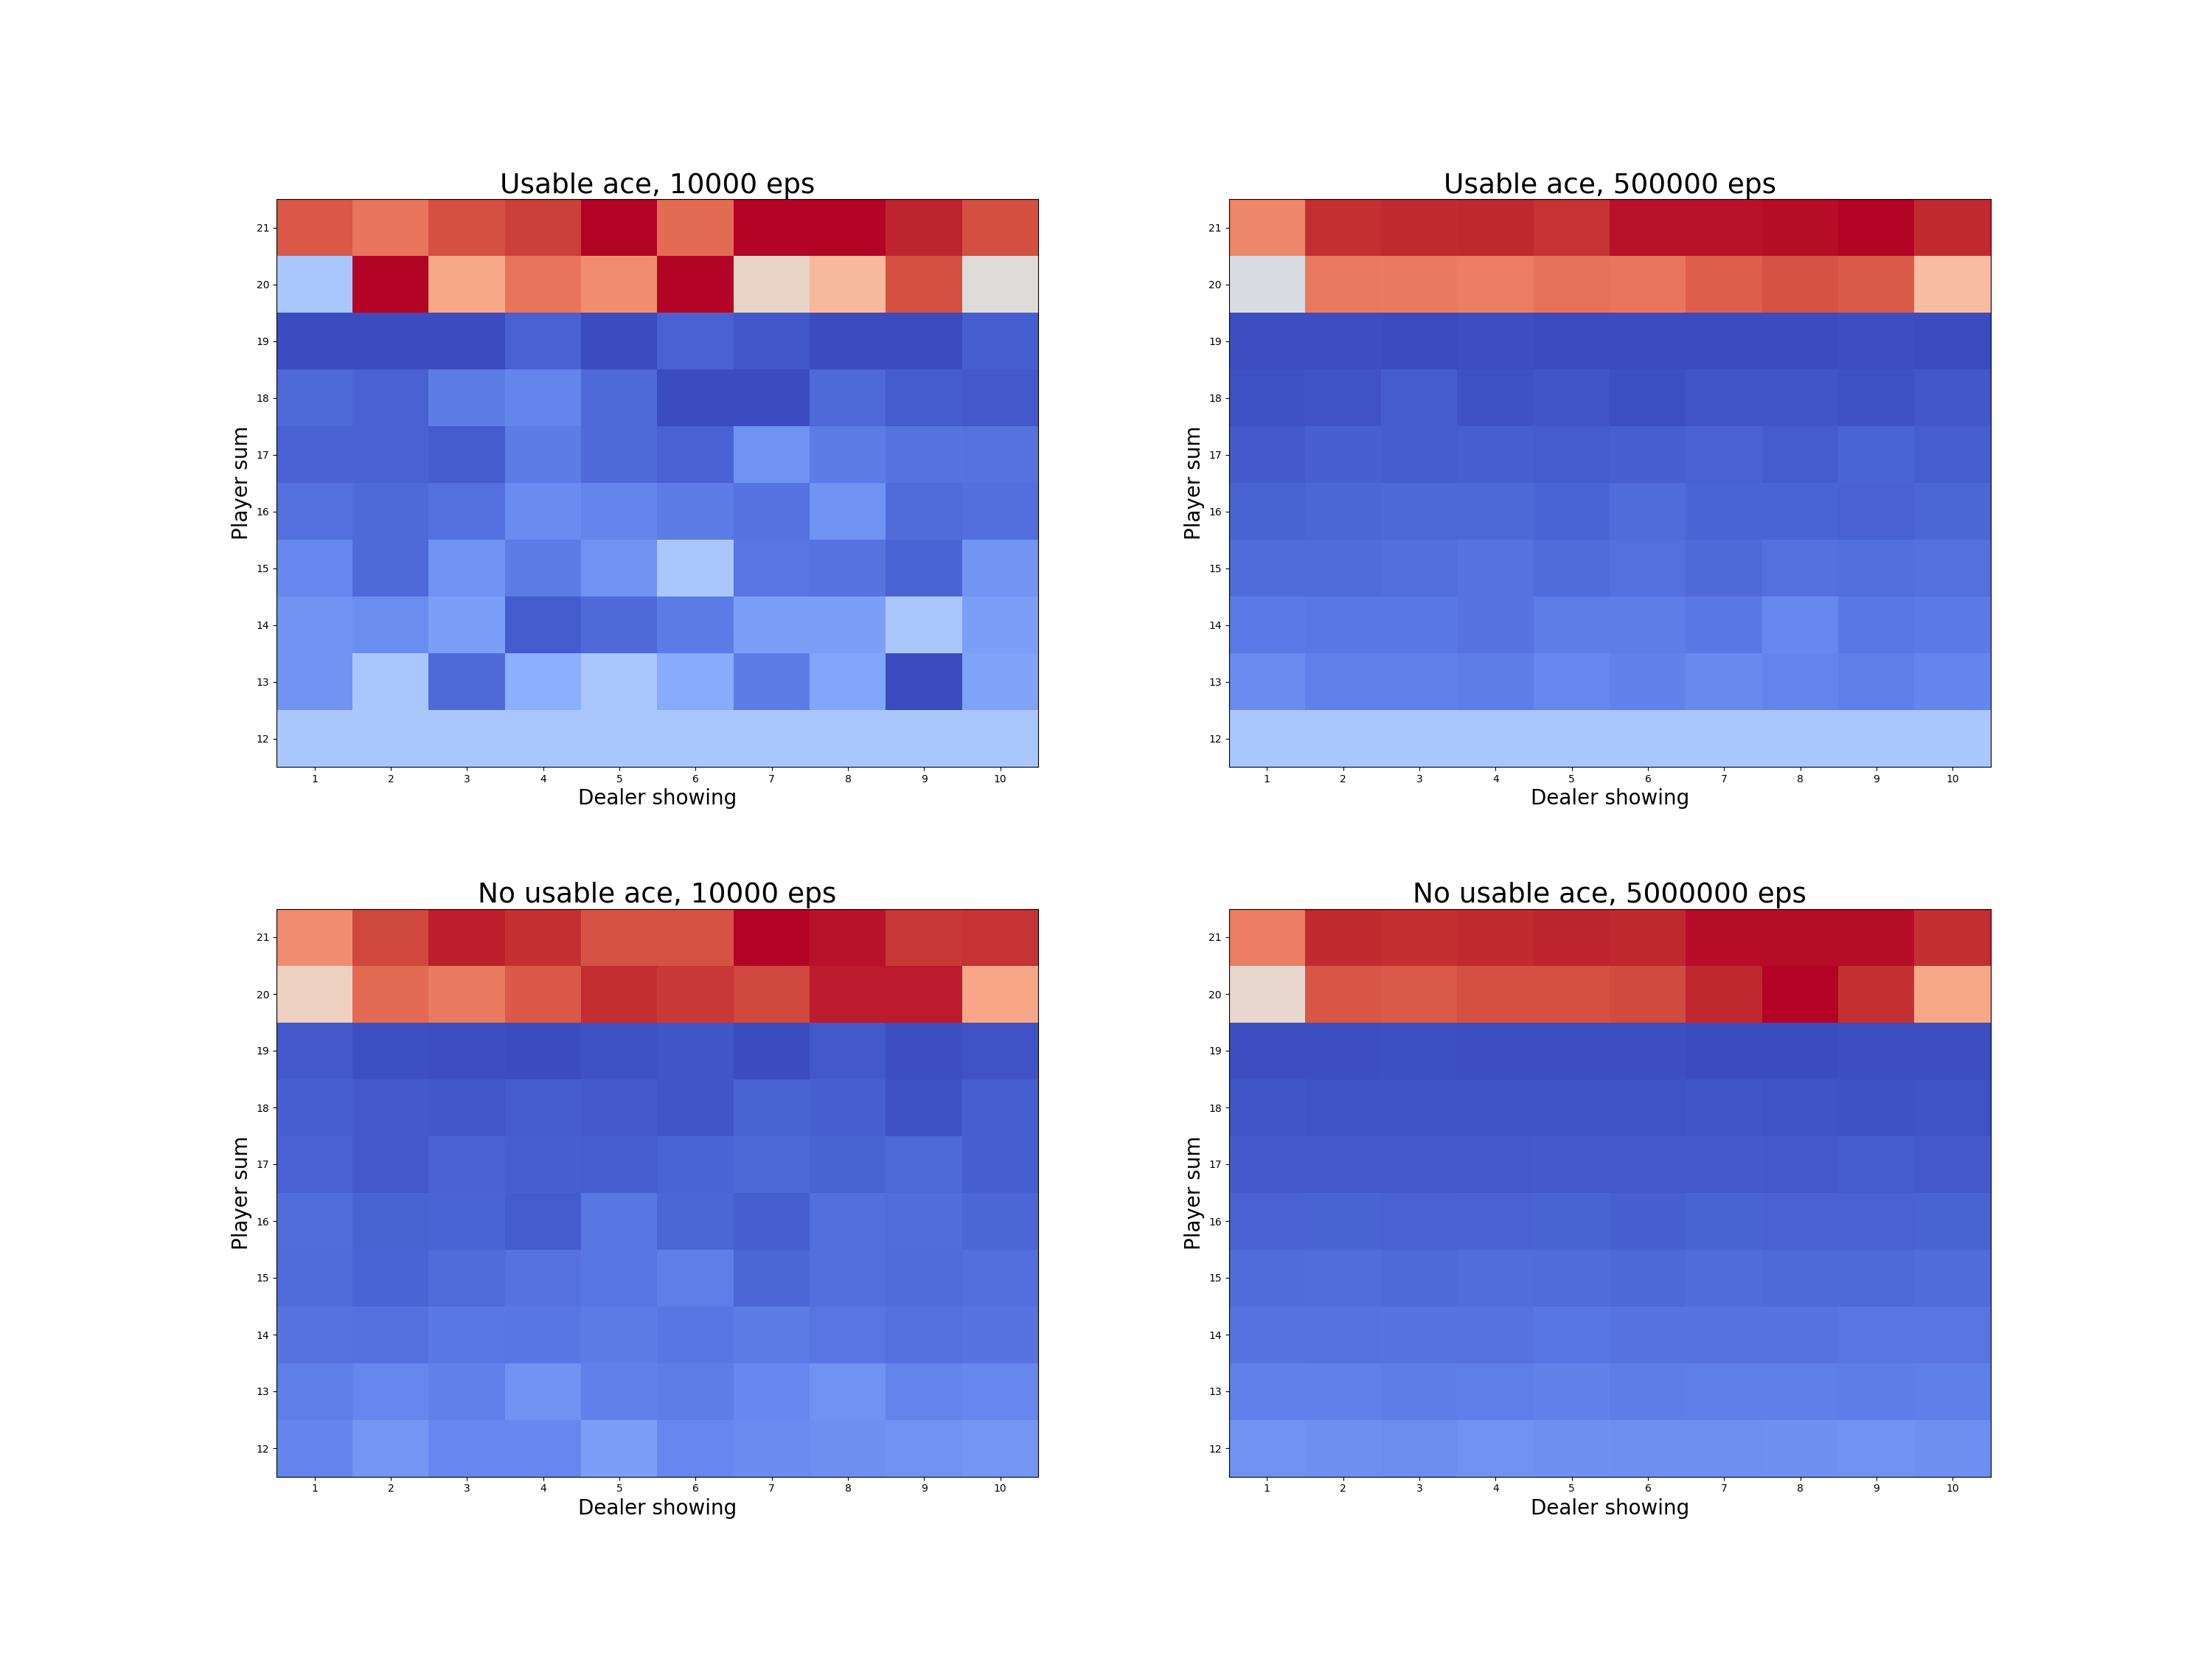 Usable ace, 10000 eps
21
20
19
18
17
16
15
14
13
12
Player sum
1 2 3 4 5 6 7 8 9 10
Dealer showing
Usable ace, 500000 eps
21
20
19
18
17
16
15
14
13
12
Player sum
1 2 3 4 5 6 7 8 9 10
Dealer showing
No usable ace, 10000 eps
21
20
19
18
17
16
15
14
13
12
Player sum
1 2 3 4 5 6 7 8 9 10
Dealer showing
No usable ace, 5000000 eps
21
20
19
18
17
16
15
14
13
12
Player sum
1 2 3 4 5 6 7 8 9 10
Dealer showing